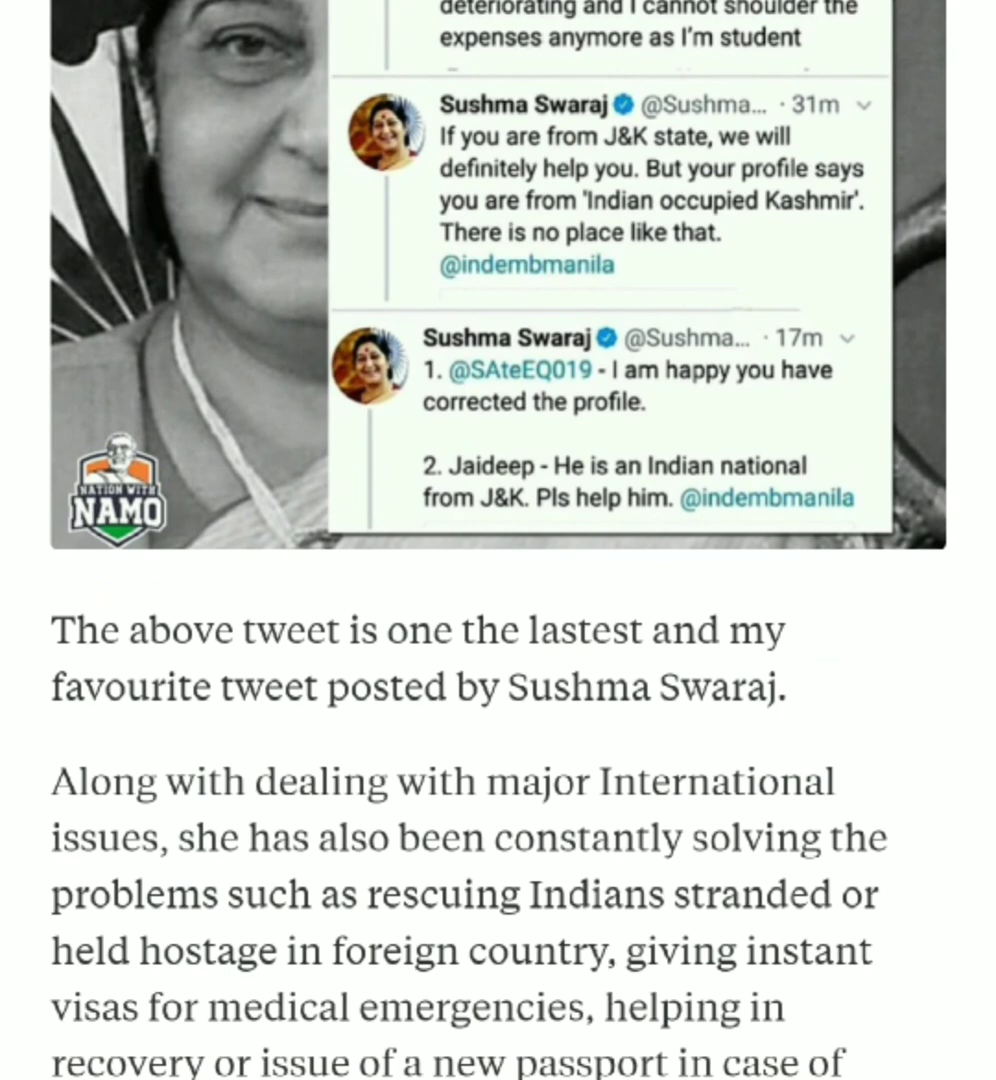 deteriorating and I cannot shoulder the
expenses anymore as I'm student
Sushma Swaraj @Sushma... · 31m
If you are from J&K state, we will
definitely help you. But your profile says
you are from 'Indian occupied Kashmir'.
There is no place like that.
@indembmanila
Sushma Swaraj @Sushma... · 17m
1. @SAteEQ019 - I am happy you have
corrected the profile.
2. Jaideep - He is an Indian national
from J&K. Pls help him. @indembmanila
NATION WITH
NAMO
The above tweet is one the lastest and my
favourite tweet posted by Sushma Swaraj.
Along with dealing with major International
issues, she has also been constantly solving the
problems such as rescuing Indians stranded or
held hostage in foreign country, giving instant
visas for medical emergencies, helping in
recovery or issue of a new passport in case of